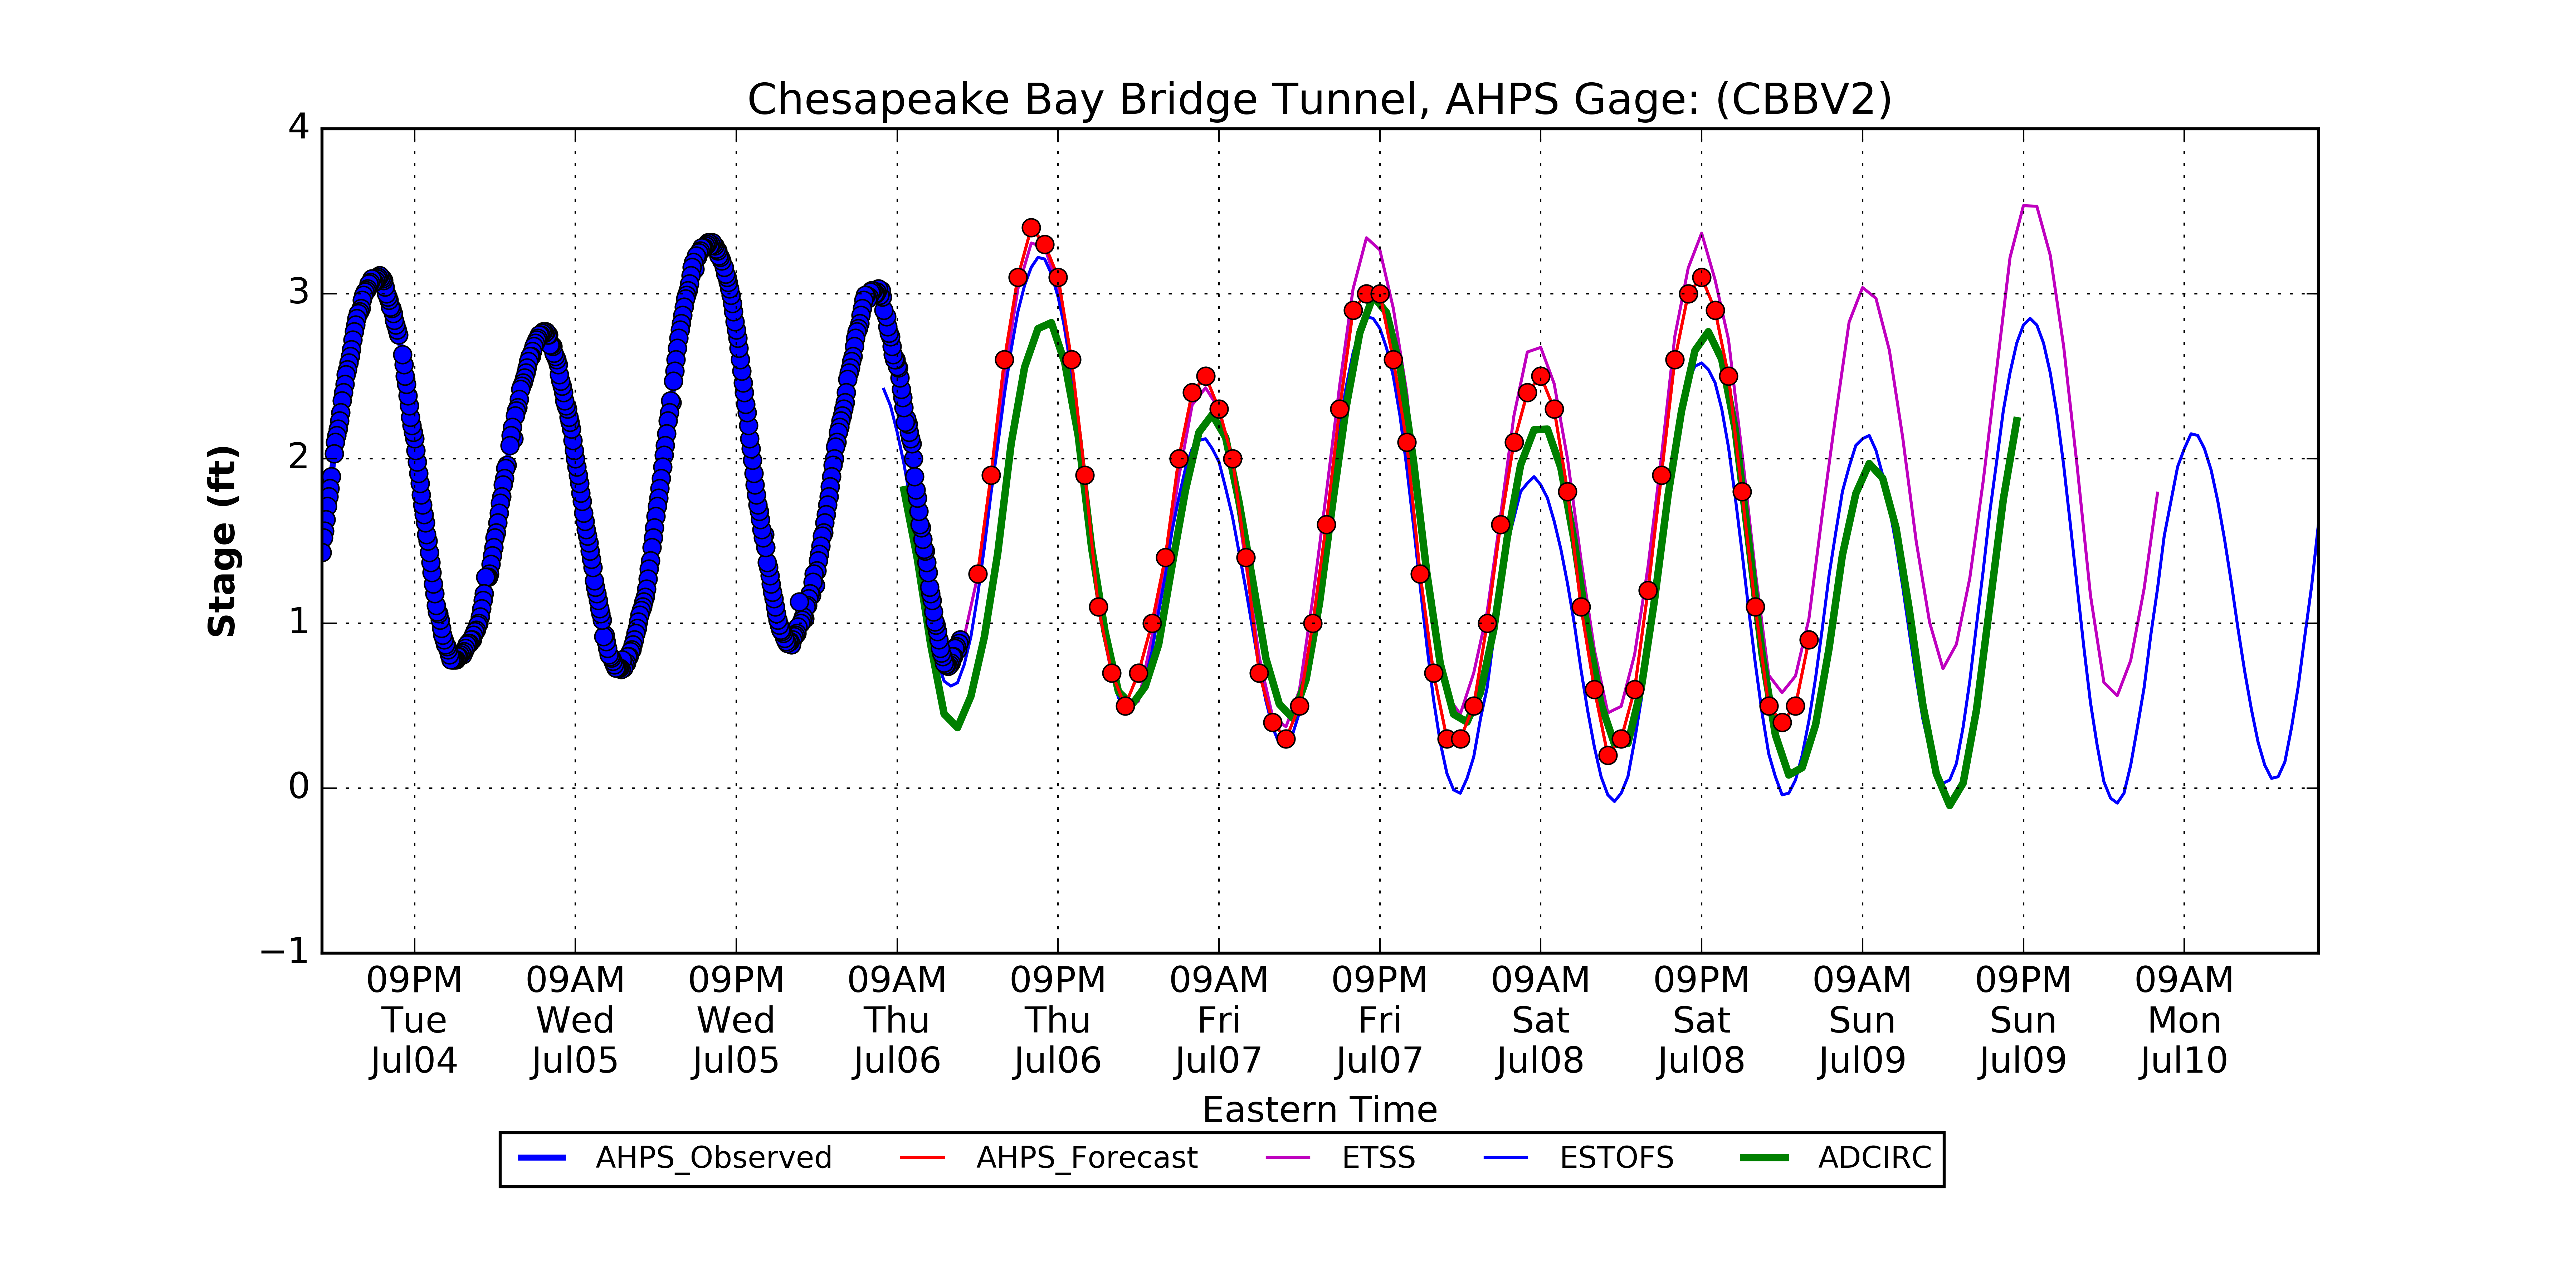 Chesapeake Bay Bridge Tunnel, AHPS Gage: (CBBV2)
4
3
2
1
0
−1
Stage (ft)
09PM 09AM 09PM 09AM 09PM 09AM 09PM 09AM 09PM 09AM 09PM 09AM
Tue Wed Wed Thu Thu Fri Fri Sat Sat Sun Sun Mon
Jul04 Jul05 Jul05 Jul06 Jul06 Jul07 Jul07 Jul08 Jul08 Jul09 Jul09 Jul10
Eastern Time
AHPS_Observed AHPS_Forecast ETSS ESTOFS ADCIRC